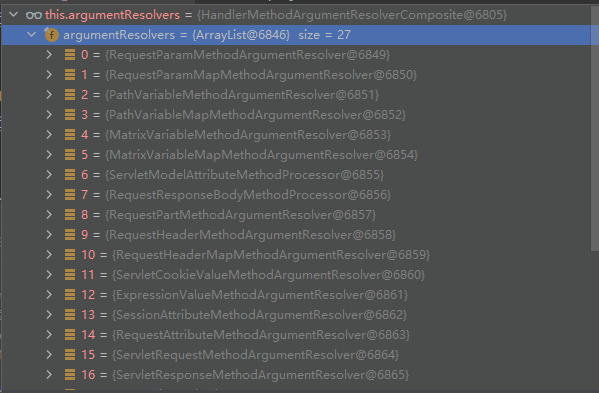 this.argumentResolvers = {HandlerMethodArgumentResolverComposite@6805}
f argumentResolvers = {ArrayList@6846} size = 27
0 = {RequestParamMethodArgumentResolver@6849}
1 = {RequestParamMapMethodArgumentResolver@6850}
2 = {PathVariableMethodArgumentResolver@6851}
3 = {PathVariableMapMethodArgumentResolver@6852}
4 = {MatrixVariableMethodArgumentResolver@6853}
5 = {MatrixVariableMapMethodArgumentResolver@6854}
6 = {ServletModelAttributeMethodProcessor@6855}
7 = {RequestResponseBodyMethodProcessor@6856}
8 = {RequestPartMethodArgumentResolver@6857}
9 = {RequestHeaderMethodArgumentResolver@6858}
10 = {RequestHeaderMapMethodArgumentResolver@6859}
11 = {ServletCookieValueMethodArgumentResolver@6860}
12 = {ExpressionValueMethodArgumentResolver@6861}
13 = {SessionAttributeMethodArgumentResolver@6862}
14 = {RequestAttributeMethodArgumentResolver@6863}
15 = {ServletRequestMethodArgumentResolver@6864}
16 = {ServletResponseMethodArgumentResolver@6865}